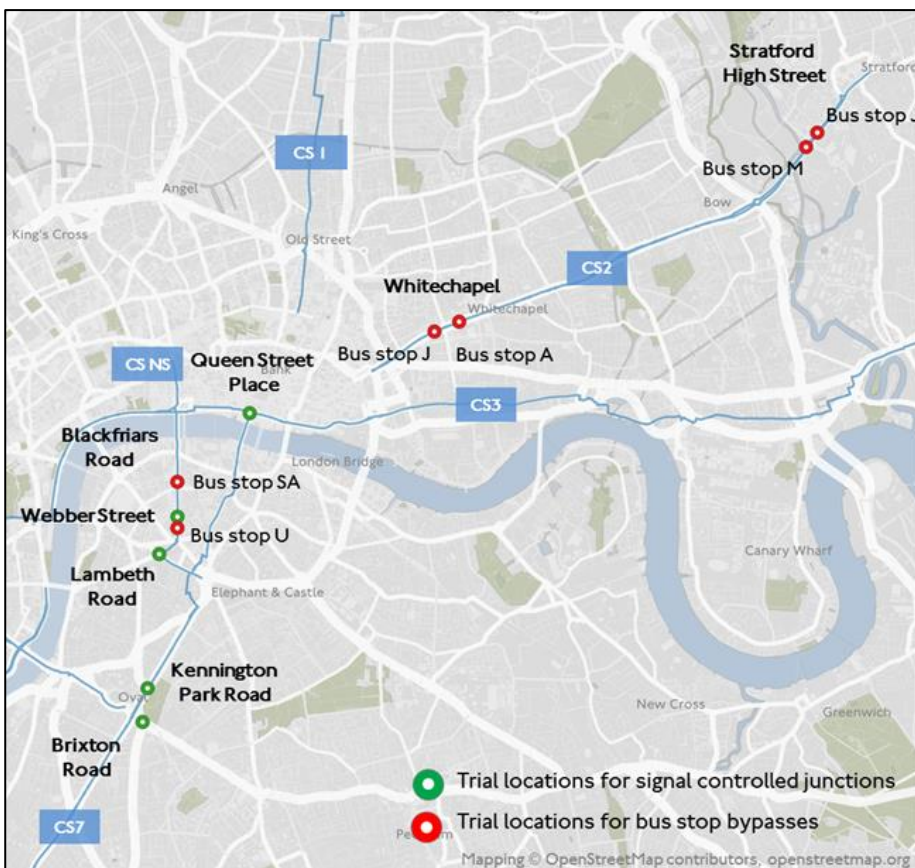 Stratford
High Street
Stratford
Bus stop J
Bus stop M
Bow
CS1
Angel
King's Cross
Old Street
CS2
Whitechapel
Whitechapel
Bus stop J
Bus stop A
CS NS
Queen Street
Place
Bank
CS3
Blackfriars
Road
London Bridge
Bus stop SA
Webber Street
Bus stop U
Lambeth
Road
Canary Wharf
Elephant & Castle
Kennington
Park Road
Oval
New Cross
Greenwich
Brixton
Road
CS7
Trial locations for signal controlled junctions
Trial locations for bus stop bypasses
Mapping © OpenStreetMap contributors, openstreetmap.org